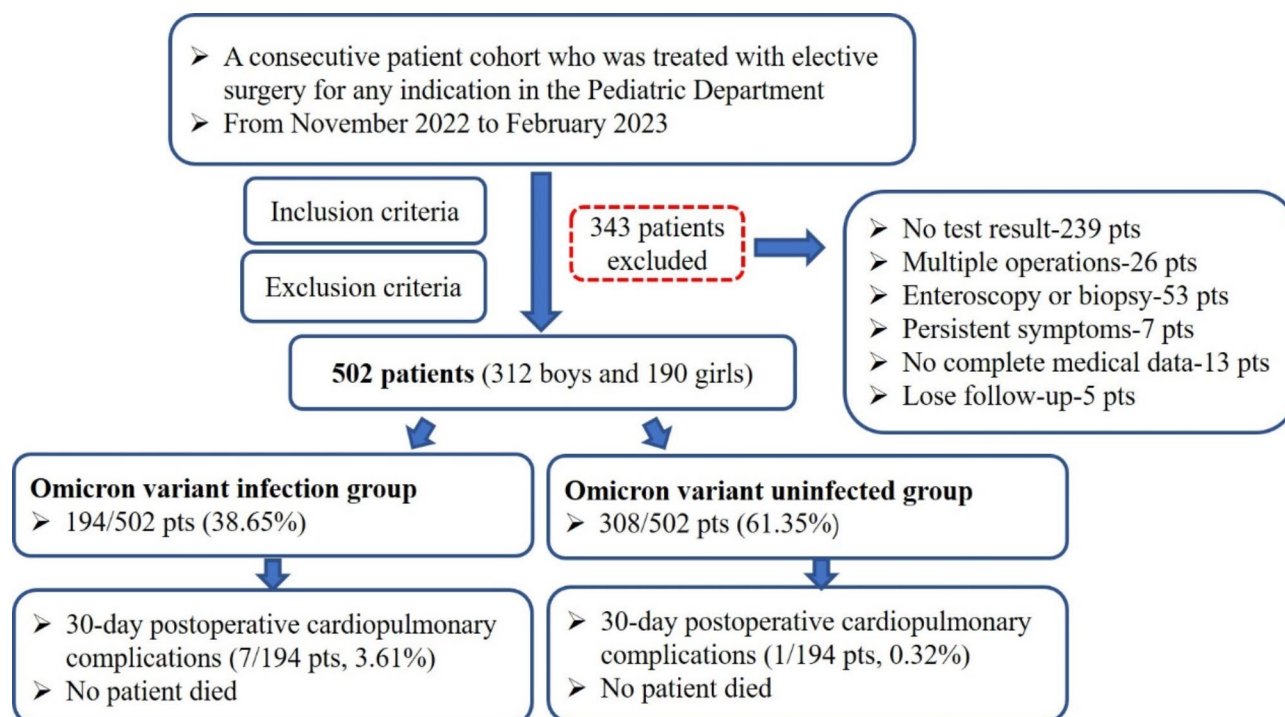 ➢ A consecutive patient cohort who was treated with elective
surgery for any indication in the Pediatric Department
➢ From November 2022 to February 2023
Inclusion criteria
Exclusion criteria
343 patients
excluded
➢ No test result-239 pts
➢ Multiple operations-26 pts
➢ Enteroscopy or biopsy-53 pts
➢ Persistent symptoms-7 pts
➢ No complete medical data-13 pts
➢ Lose follow-up-5 pts
502 patients (312 boys and 190 girls)
Omicron variant infection group
➢ 194/502 pts (38.65%)
Omicron variant uninfected group
➢ 308/502 pts (61.35%)
➢ 30-day postoperative cardiopulmonary
complications (7/194 pts, 3.61%)
➢ No patient died
➢ 30-day postoperative cardiopulmonary
complications (1/194 pts, 0.32%)
➢ No patient died